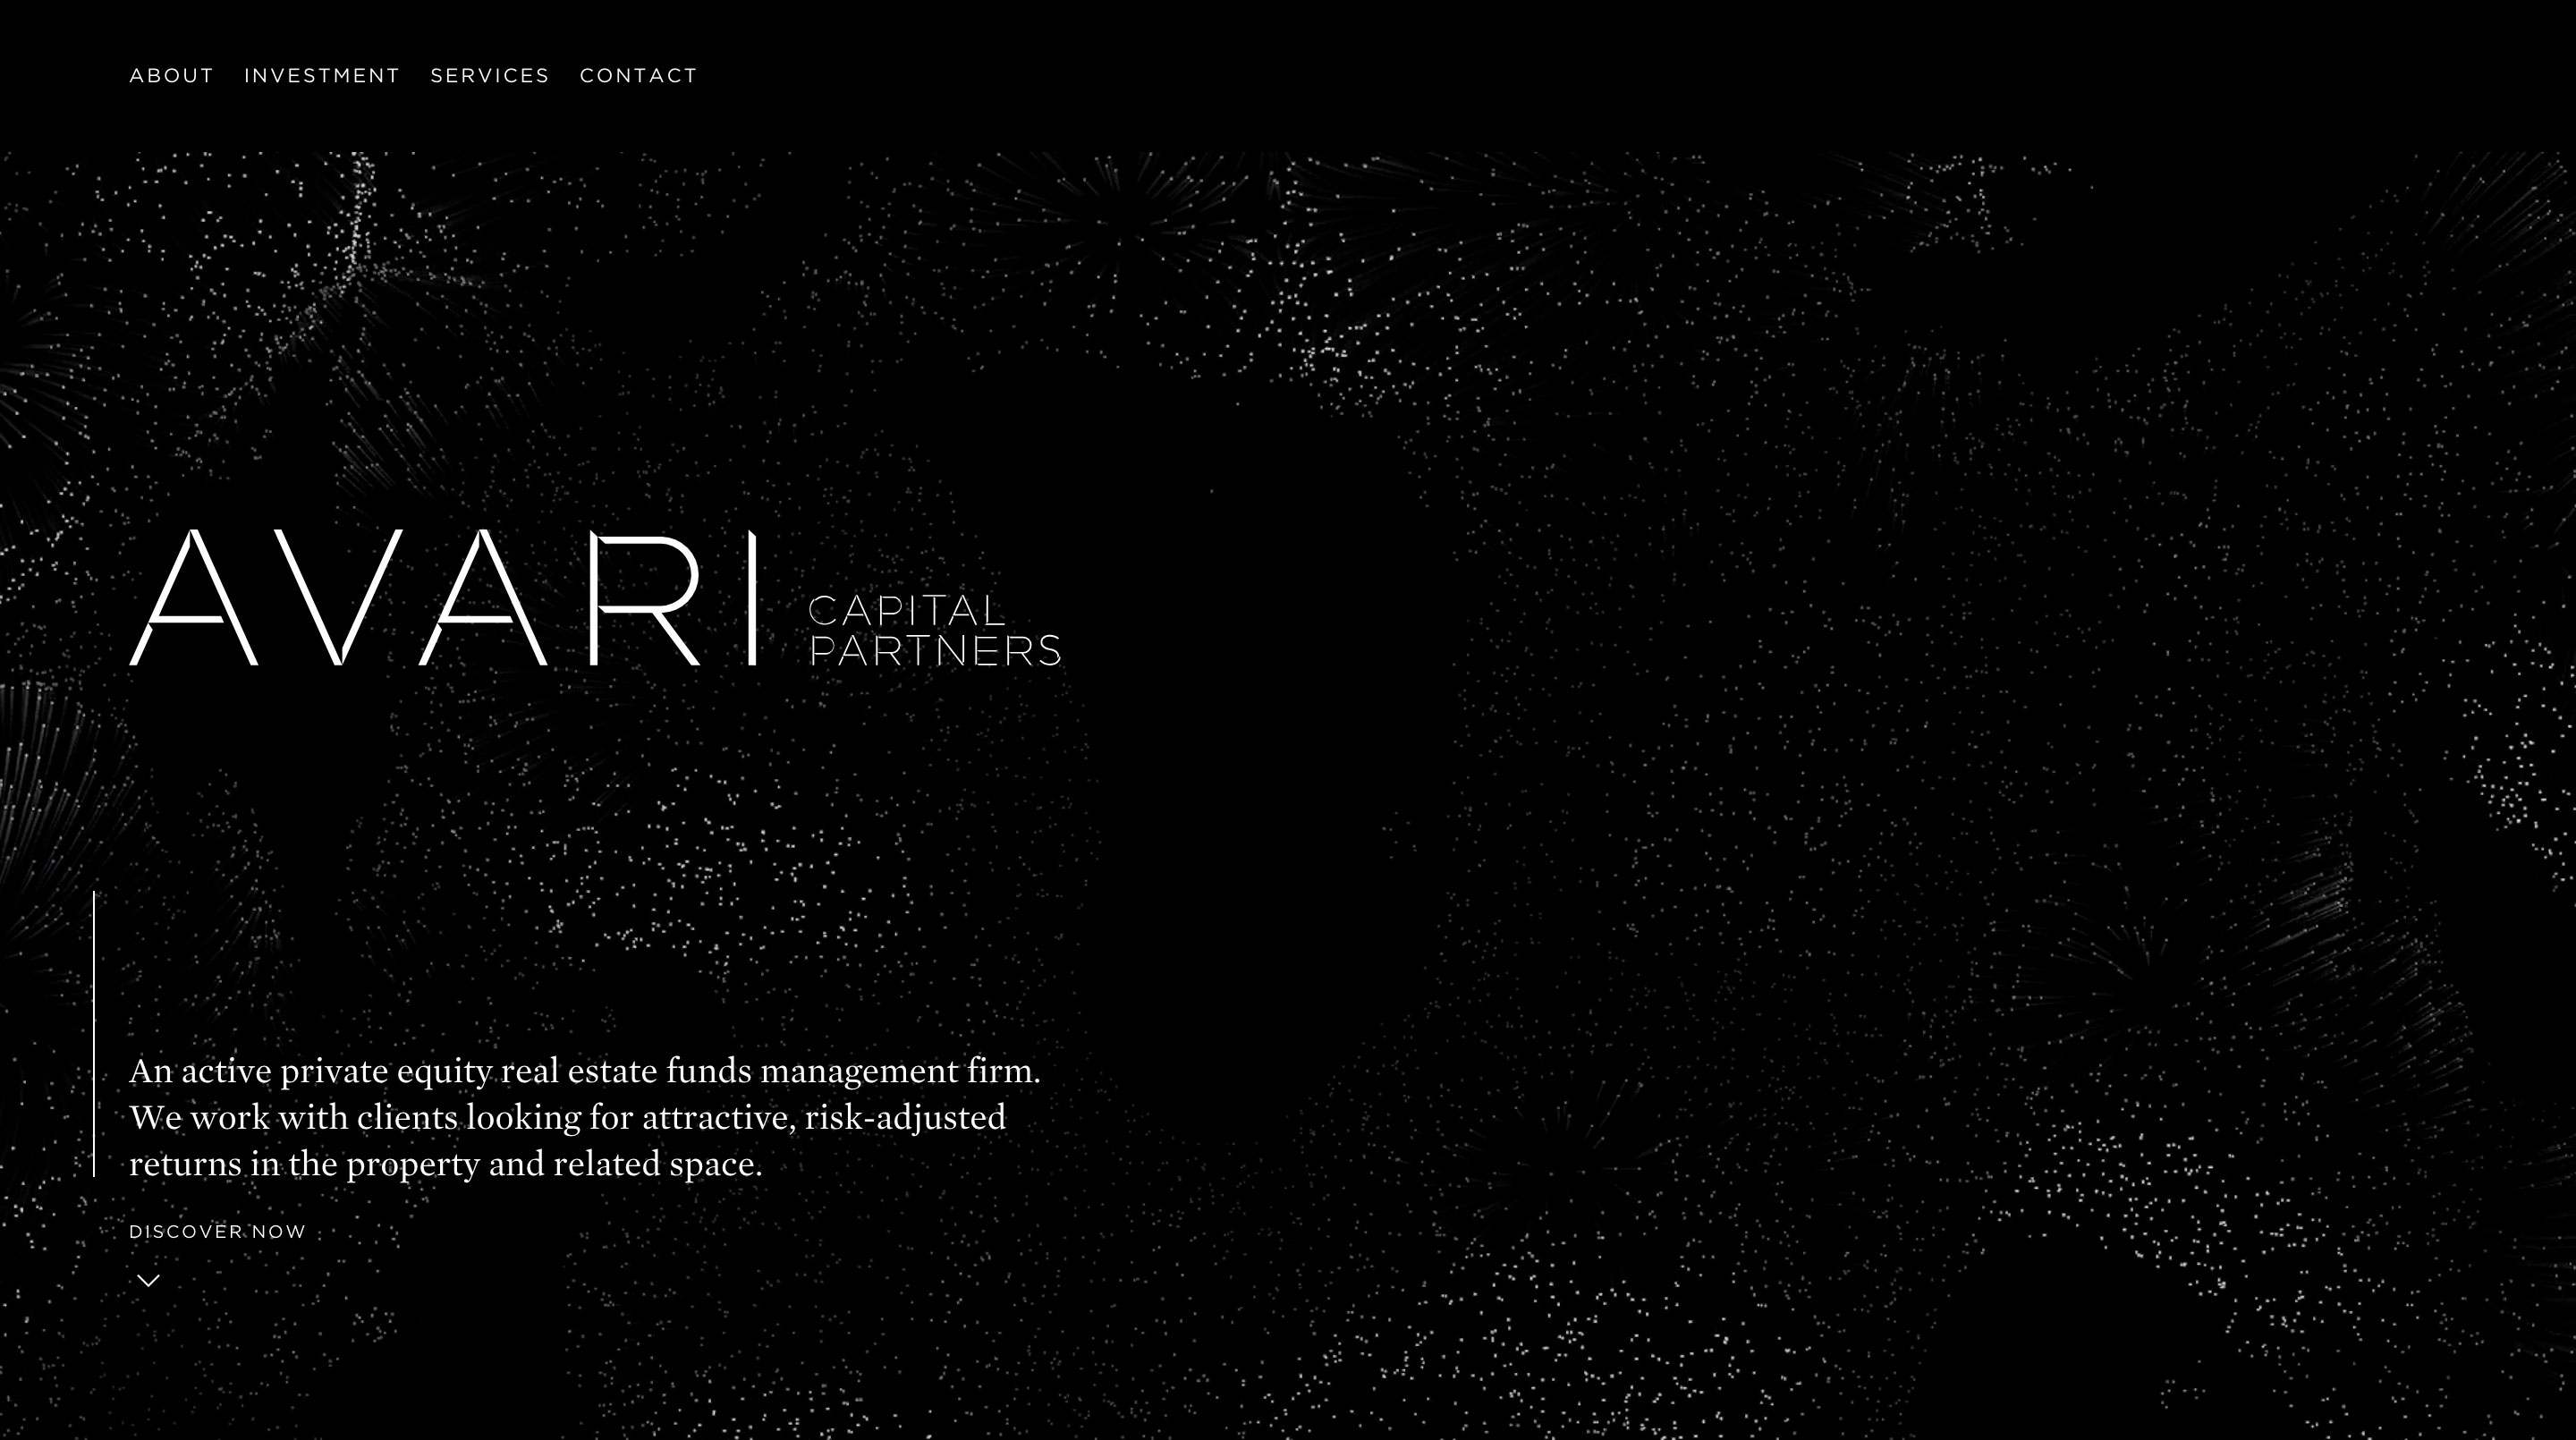 ABOUT INVESTMENT SERVICES CONTACT
AVARI CAPITAL
PARTNERS
An active private equity real estate funds management firm.
We work with clients looking for attractive, risk-adjusted
returns in the property and related space.
DISCOVER NOW